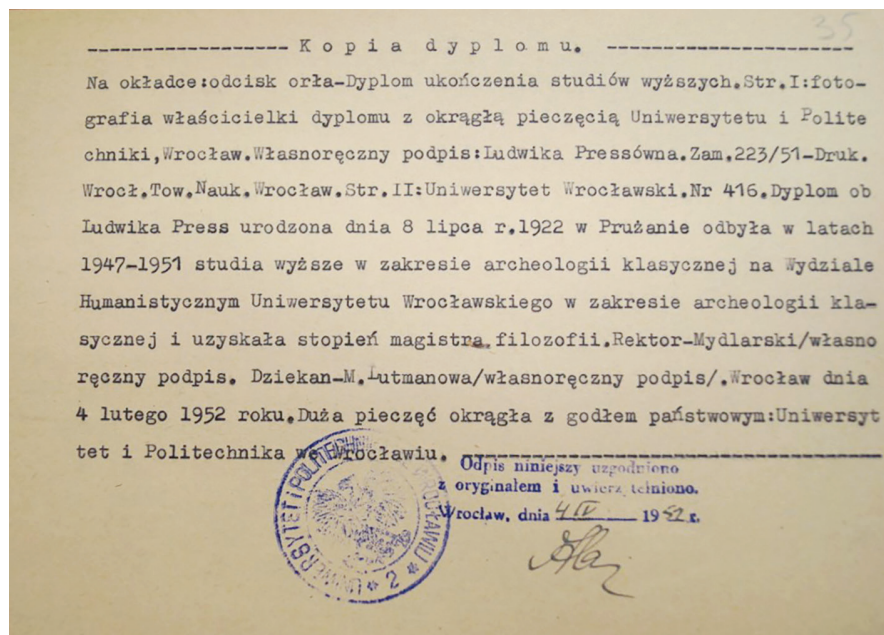 35
------------------ Kopia dyplomu. ----------------------
Na okładce:odcisk orła-Dyplom ukończenia studiów wyższych.Str.I:foto-
grafia właścicielki dyplomu z okrągłą pieczęcią Uniwersytetu i Polite
chniki,Wrocław.Własnoręczny podpis:Ludwika Pressówna.Zam.223/51-Druk.
Wrocł.Tow.Nauk.Wrocław.Str.II:Uniwersytet Wrocławski.Nr 416.Dyplom ob
Ludwika Press urodzona dnia 8 lipca r.1922 w Prużanie odbyła w latach
1947-1951 studia wyższe w zakresie archeologii klasycznej na Wydziale
Humanistycznym Uniwersytetu Wrocławskiego w zakresie archeologii kla-
sycznej i uzyskała stopień magistra.filozofii.Rektor-Mydlarski/własno
ręczny podpis. Dziekan-M.Lutmanowa/własnoręczny podpis/.Wrocław dnia
4 lutego 1952 roku.Duża pieczęć okrągła z godłem państwowym:Uniwersyt
tet i Politechnika we Wrocławiu. ------------------------------
Odpis niniejszy uzgodniono
z oryginałem i uwierzytelniono.
Wrocław, dnia 4 IV 1952 r.
UNIWERSYTET I POLITECHNIKA WE WROCŁAWIU * 2 *